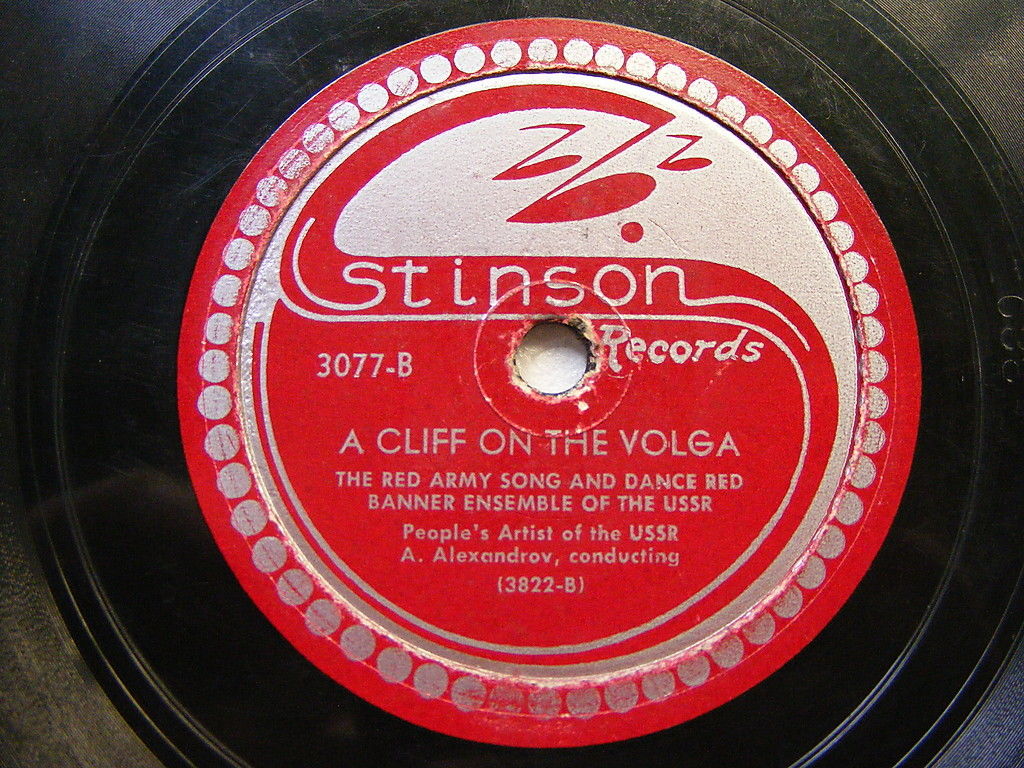 Stinson
Records
3077-B
A CLIFF ON THE VOLGA
THE RED ARMY SONG AND DANCE RED
BANNER ENSEMBLE OF THE USSR
People's Artist of the USSR
A. Alexandrov, conducting
(3822-B)